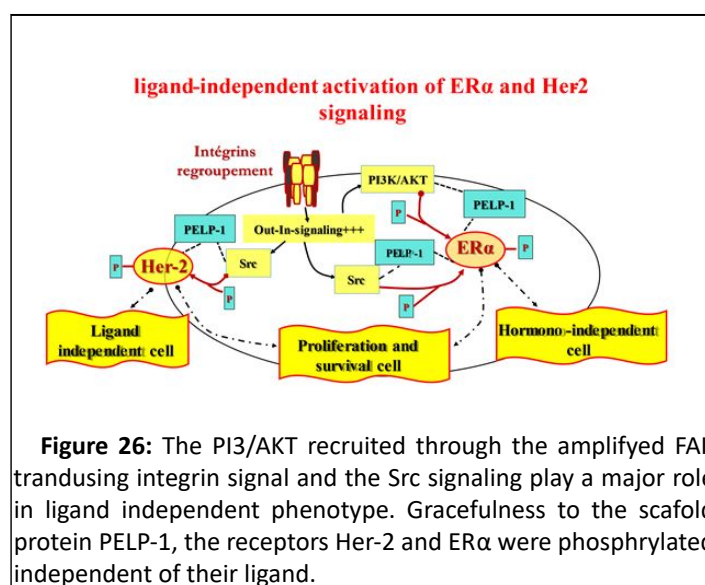 ligand-independent activation of ERα and Her-2
signaling
Intégrins
regroupement
PI3K/AKT
P
PELP-1
PELP-1
Out-In-signaling+++
PELP-1
ERα
P
P
Her-2
Src
Src
P
P
Ligand
independent cell
Proliferation and
survival cell
Hormono-independent
cell
Figure 26: The PI3/AKT recruited through the amplifyed
trandusing integrin signal and the Src signaling play a major role
in ligand independent phenotype. Gracefulness to the scafold
protein PELP-1, the receptors Her-2 and ERα were phosphrylated
independent of their ligand.